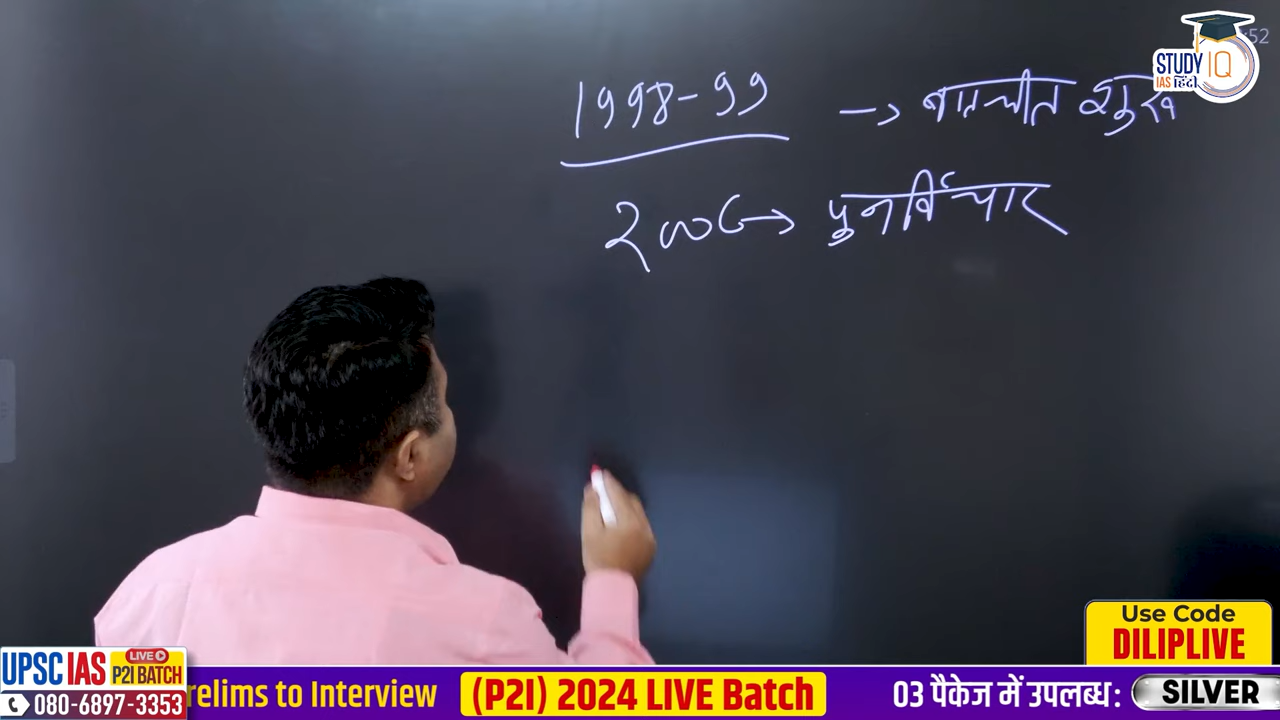 :52
STUDY IQ
IAS हिंदी
1998-99 → बातचीत शुरू
→ पुनर्विचार
Use Code
DILIPLIVE
UPSC IAS LIVE P2I BATCH
080-6897-3353
relims to Interview
(P2I) 2024 LIVE Batch
03 पैकेज में उपलब्ध: SILVER